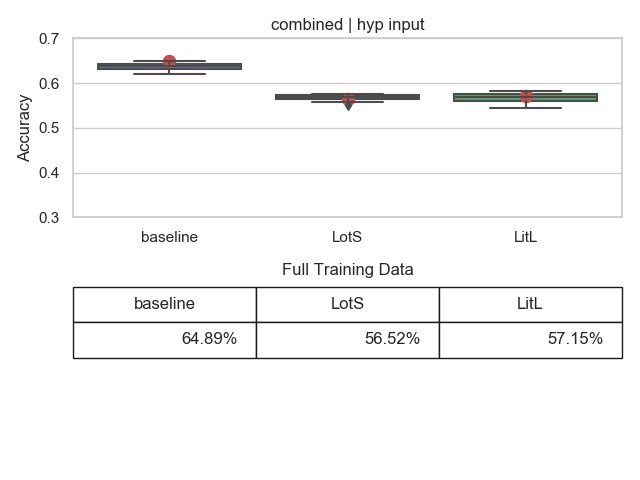 combined | hyp input
0.7
0.6
0.5
0.4
0.3
Accuracy
baseline LotS LitL
Full Training Data
baseline LotS LitL
64.89% 56.52% 57.15%